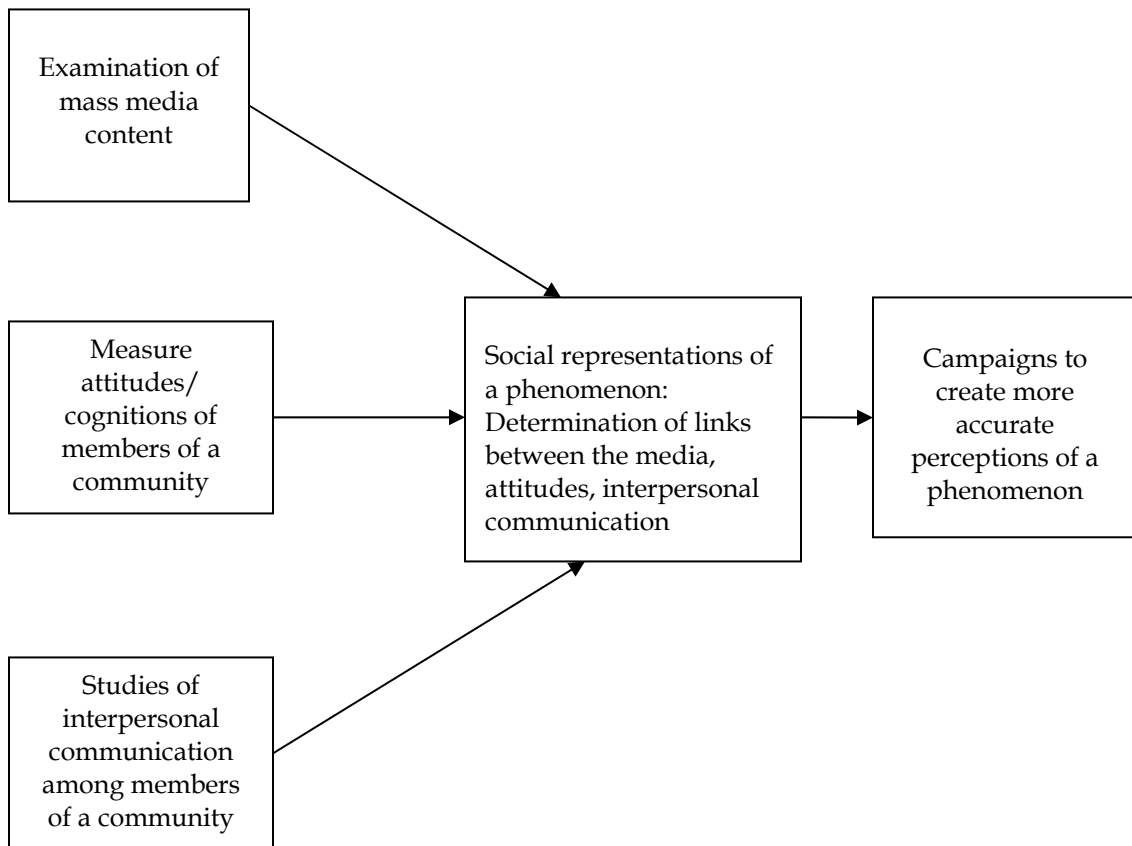 Examination of
mass media
content
Measure
attitudes/
cognitions of
members of a
community
Studies of
interpersonal
communication
among members
of a community
Social representations of
a phenomenon:
Determination of links
between the media,
attitudes, interpersonal
communication
Campaigns to
create more
accurate
perceptions of a
phenomenon